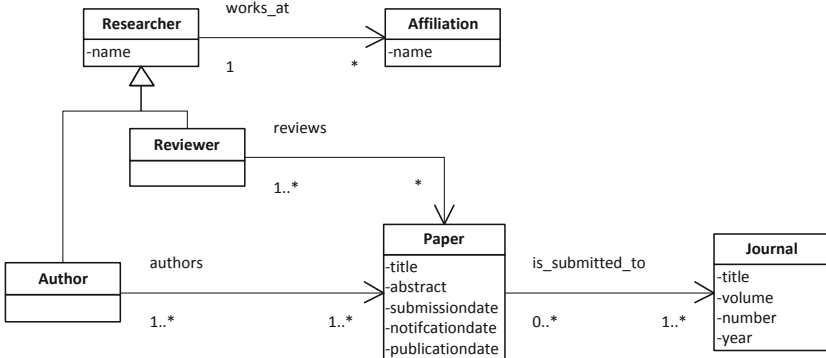 works_at
Researcher
Affiliation
-name
-name
1
*
reviews
Reviewer
1..*
*
Paper
authors
is_submitted_to
Journal
Author
-title
-abstract
-submissiondate
-notifcationdate
-publicationdate
-title
-volume
-number
-year
1..*
1..*
0..*
1..*